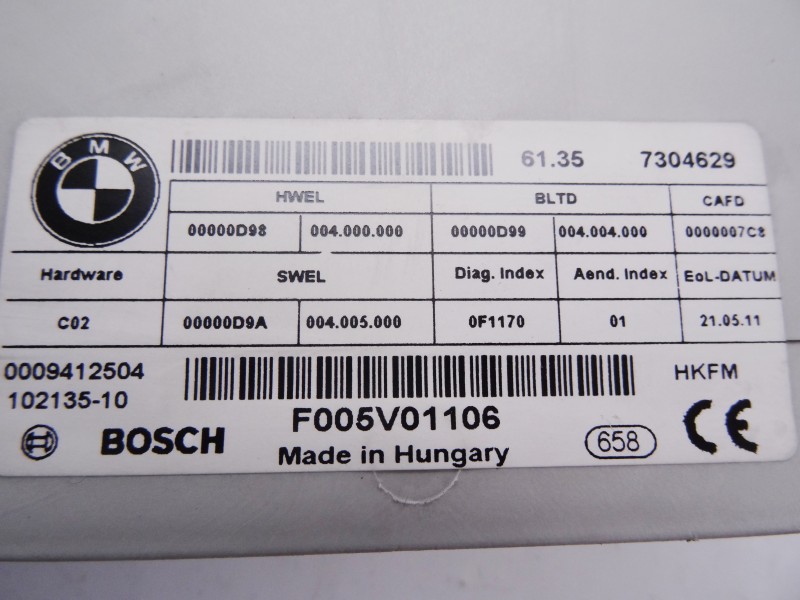 BMW
61.35 7304629
HWEL BLTD CAFD
00000D98 004.000.000 00000D99 004.004.000 0000007C8
Hardware SWEL Diag. Index Aend. Index EoL-DATUM
C02 00000D9A 004.005.000 0F1170 01 21.05.11
0009412504 HKFM
102135-10
BOSCH F005V01106 658 CE
Made in Hungary